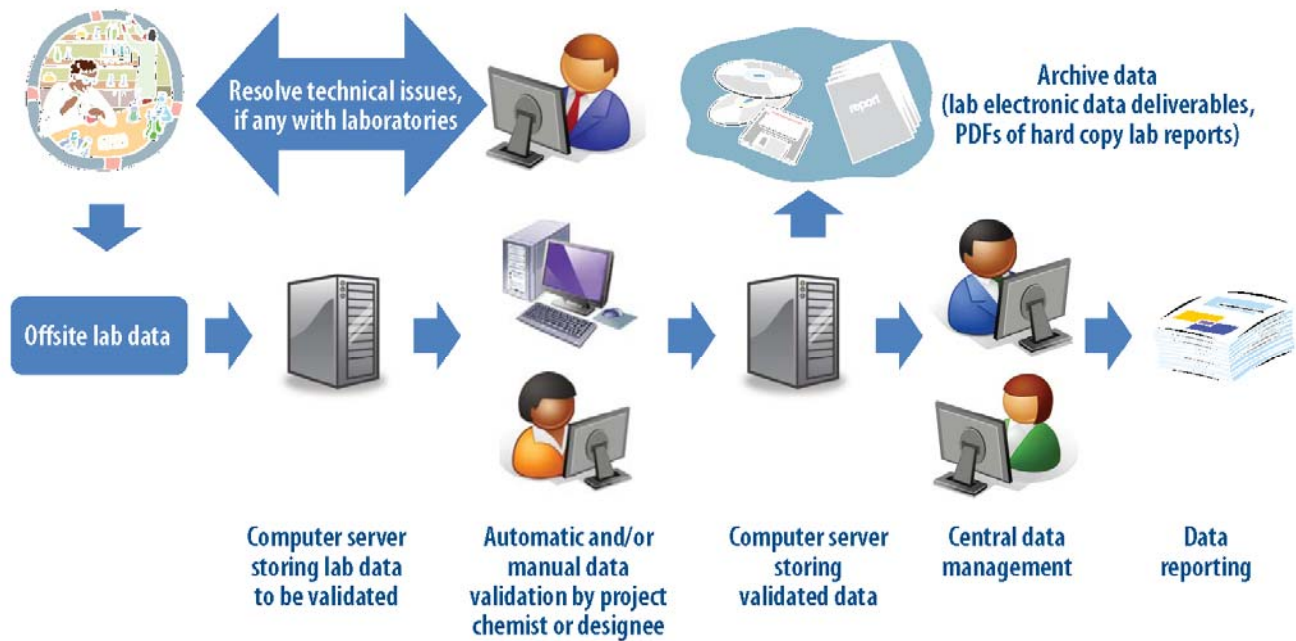 Resolve technical issues,
if any with laboratories
report
Archive data
(lab electronic data deliverables,
PDFs of hard copy lab reports)
Offsite lab data
Computer server
storing lab data
to be validated
Automatic and/or
manual data
validation by project
chemist or designee
Computer server
storing
validated data
Central data
management
Data
reporting